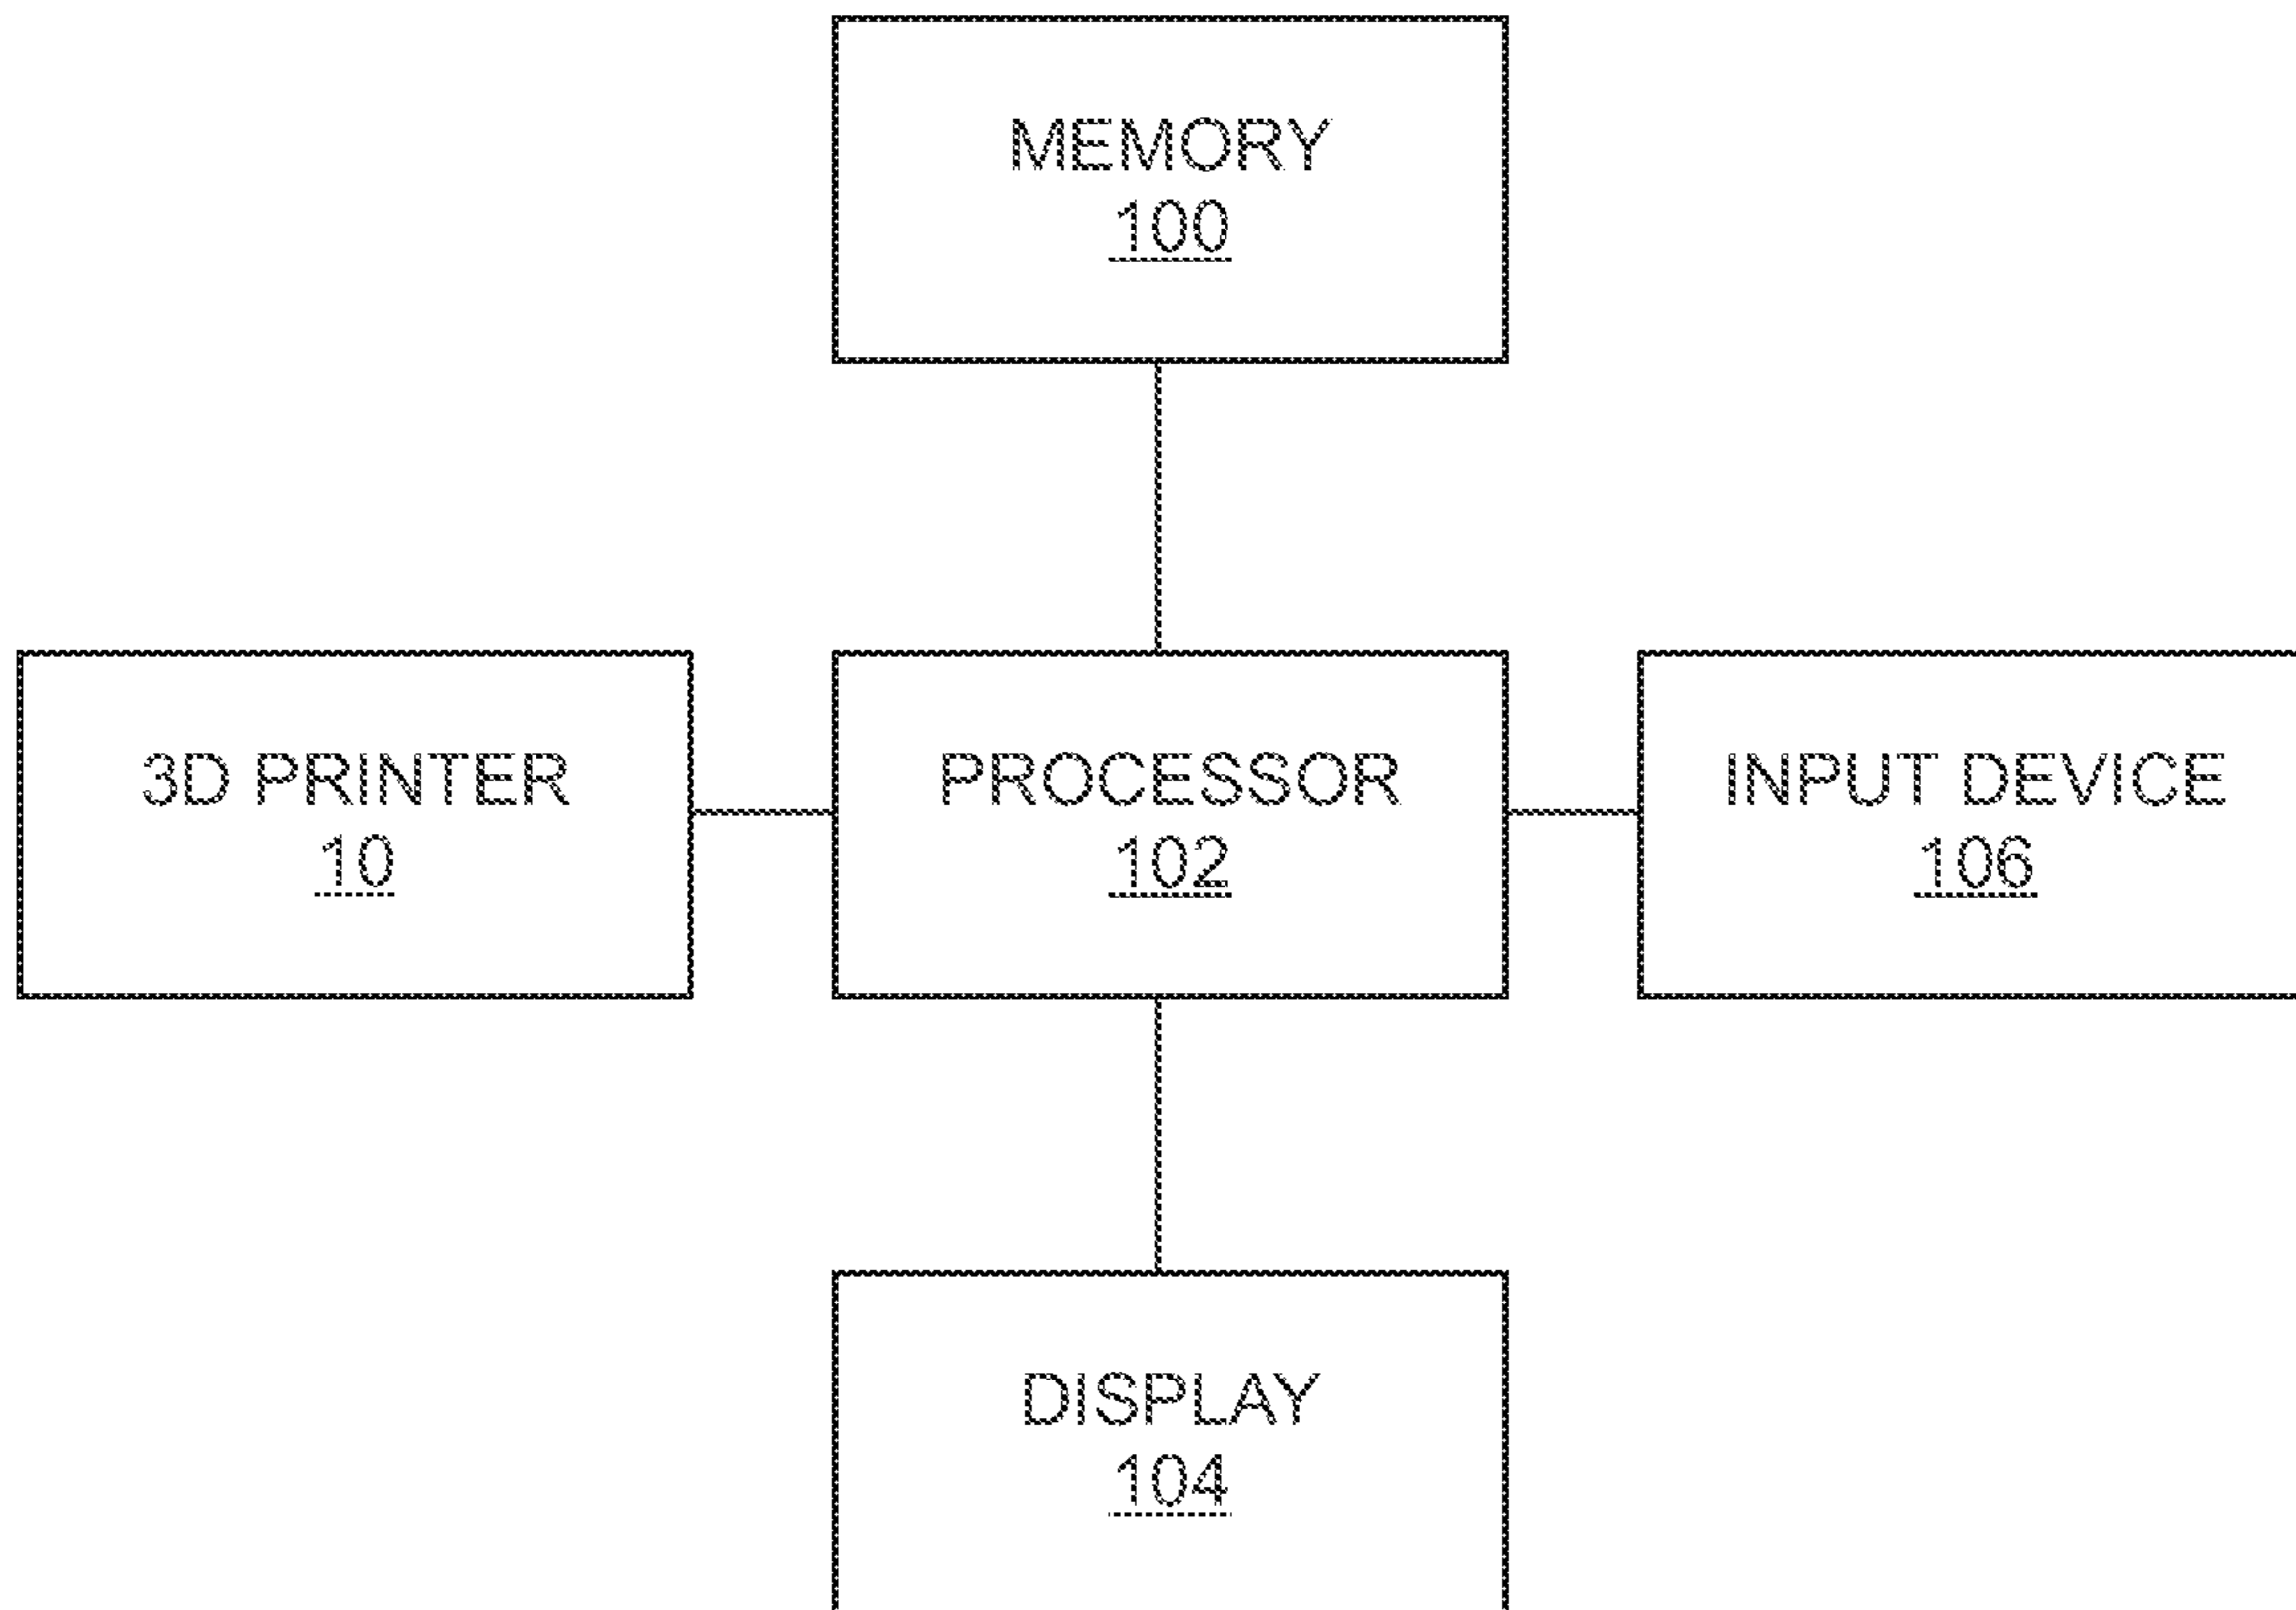 MEMORY
100
3D PRINTER
10
PROCESSOR
102
INPUT DEVICE
106
DISPLAY
104